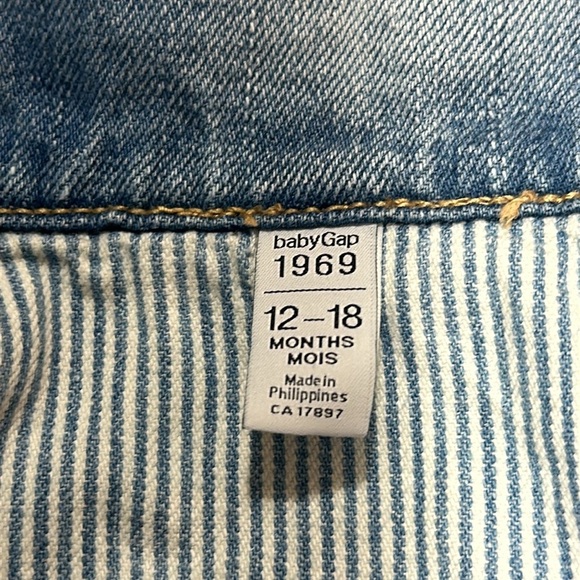 babyGap
1969
12-18
MONTHS
MOIS
Made in
Philippines
CA 17897